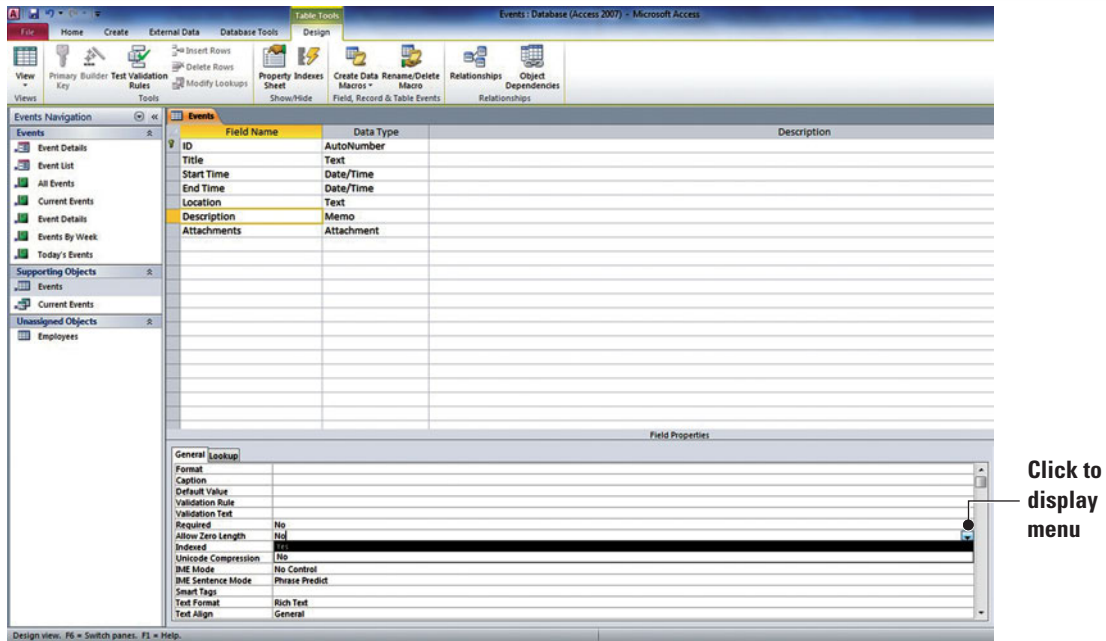 Table Tools
Events : Database (Access 2007) - Microsoft Access
File Home Create External Data Database Tools Design
View
Primary Key
Builder
Test Validation Rules
Insert Rows
Delete Rows
Modify Lookups
Property Sheet
Indexes
Create Data Macros
Rename/Delete Macro
Relationships
Object Dependencies
Views Tools Show/Hide Field, Record & Table Events Relationships
Events Navigation
Events
Event Details
Event List
All Events
Current Events
Event Details
Events By Week
Today's Events
Supporting Objects
Events
Current Events
Unassigned Objects
Employees
Events
Field Name Data Type Description
ID AutoNumber
Title Text
Start Time Date/Time
End Time Date/Time
Location Text
Description Memo
Attachments Attachment
Field Properties
General Lookup
Format
Caption
Default Value
Validation Rule
Validation Text
Required No
Allow Zero Length No
Indexed Yes
Unicode Compression No
IME Mode No Control
IME Sentence Mode Phrase Predict
Smart Tags
Text Format Rich Text
Text Align General
Click to
display
menu
Design view. F6 = Switch panes. F1 = Help.